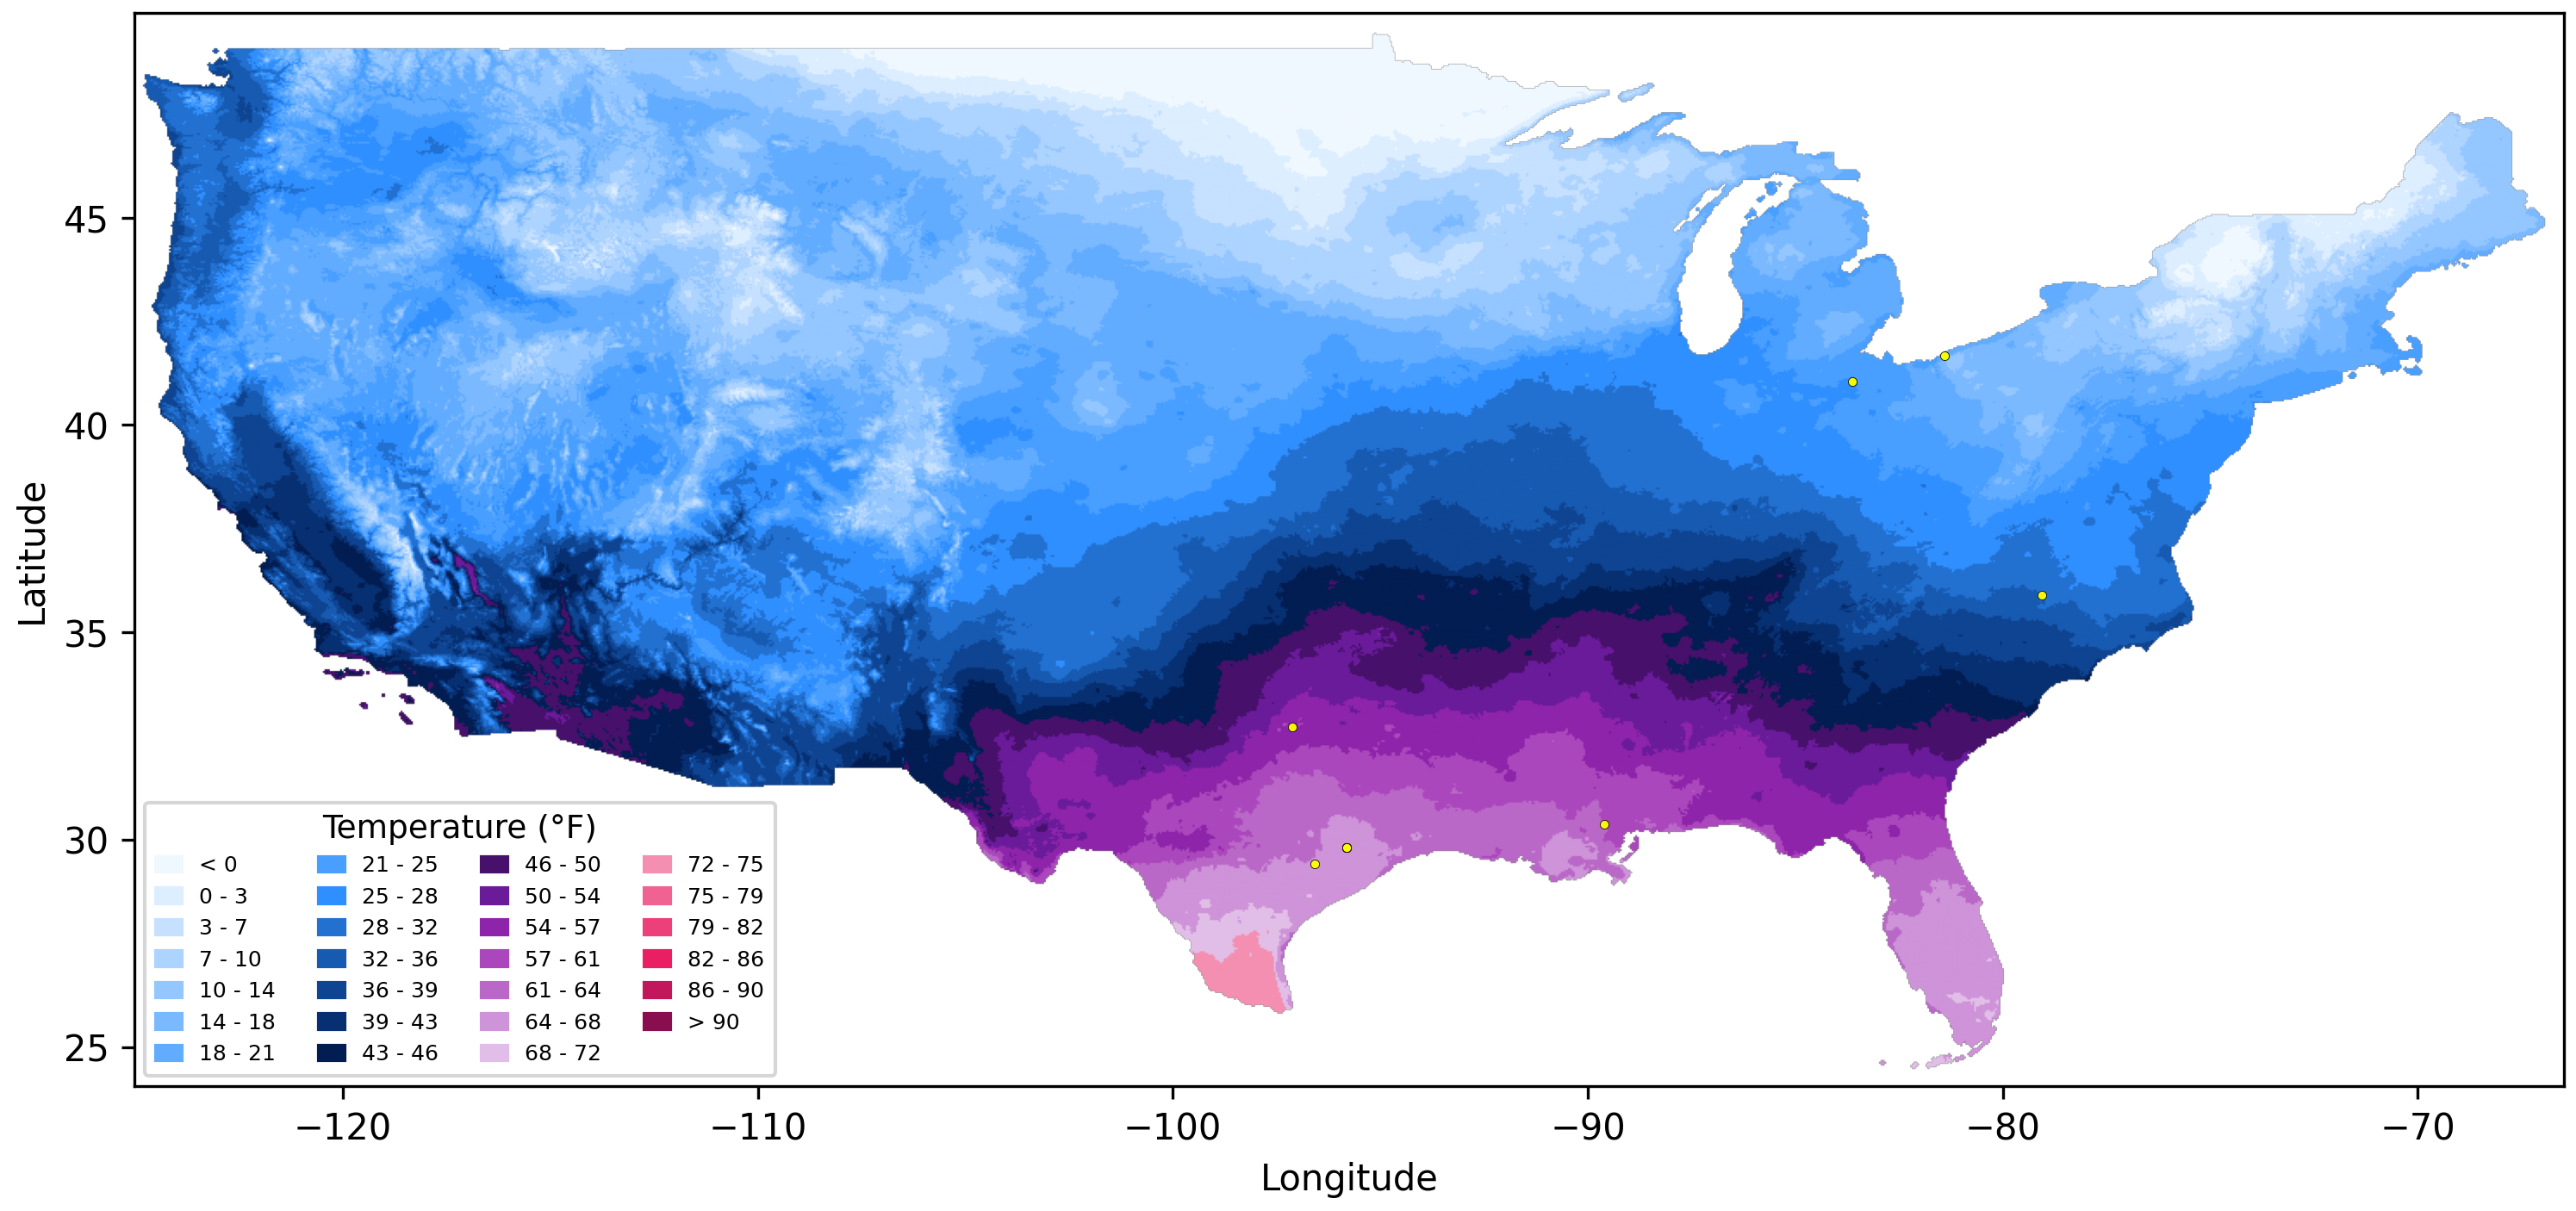 45
40
35
30
25
Latitude
Temperature (°F)
< 0 21 - 25 46 - 50 72 - 75
0 - 3 25 - 28 50 - 54 75 - 79
3 - 7 28 - 32 54 - 57 79 - 82
7 - 10 32 - 36 57 - 61 82 - 86
10 - 14 36 - 39 61 - 64 86 - 90
14 - 18 39 - 43 64 - 68 > 90
18 - 21 43 - 46 68 - 72
−120 −110 −100 −90 −80 −70
Longitude